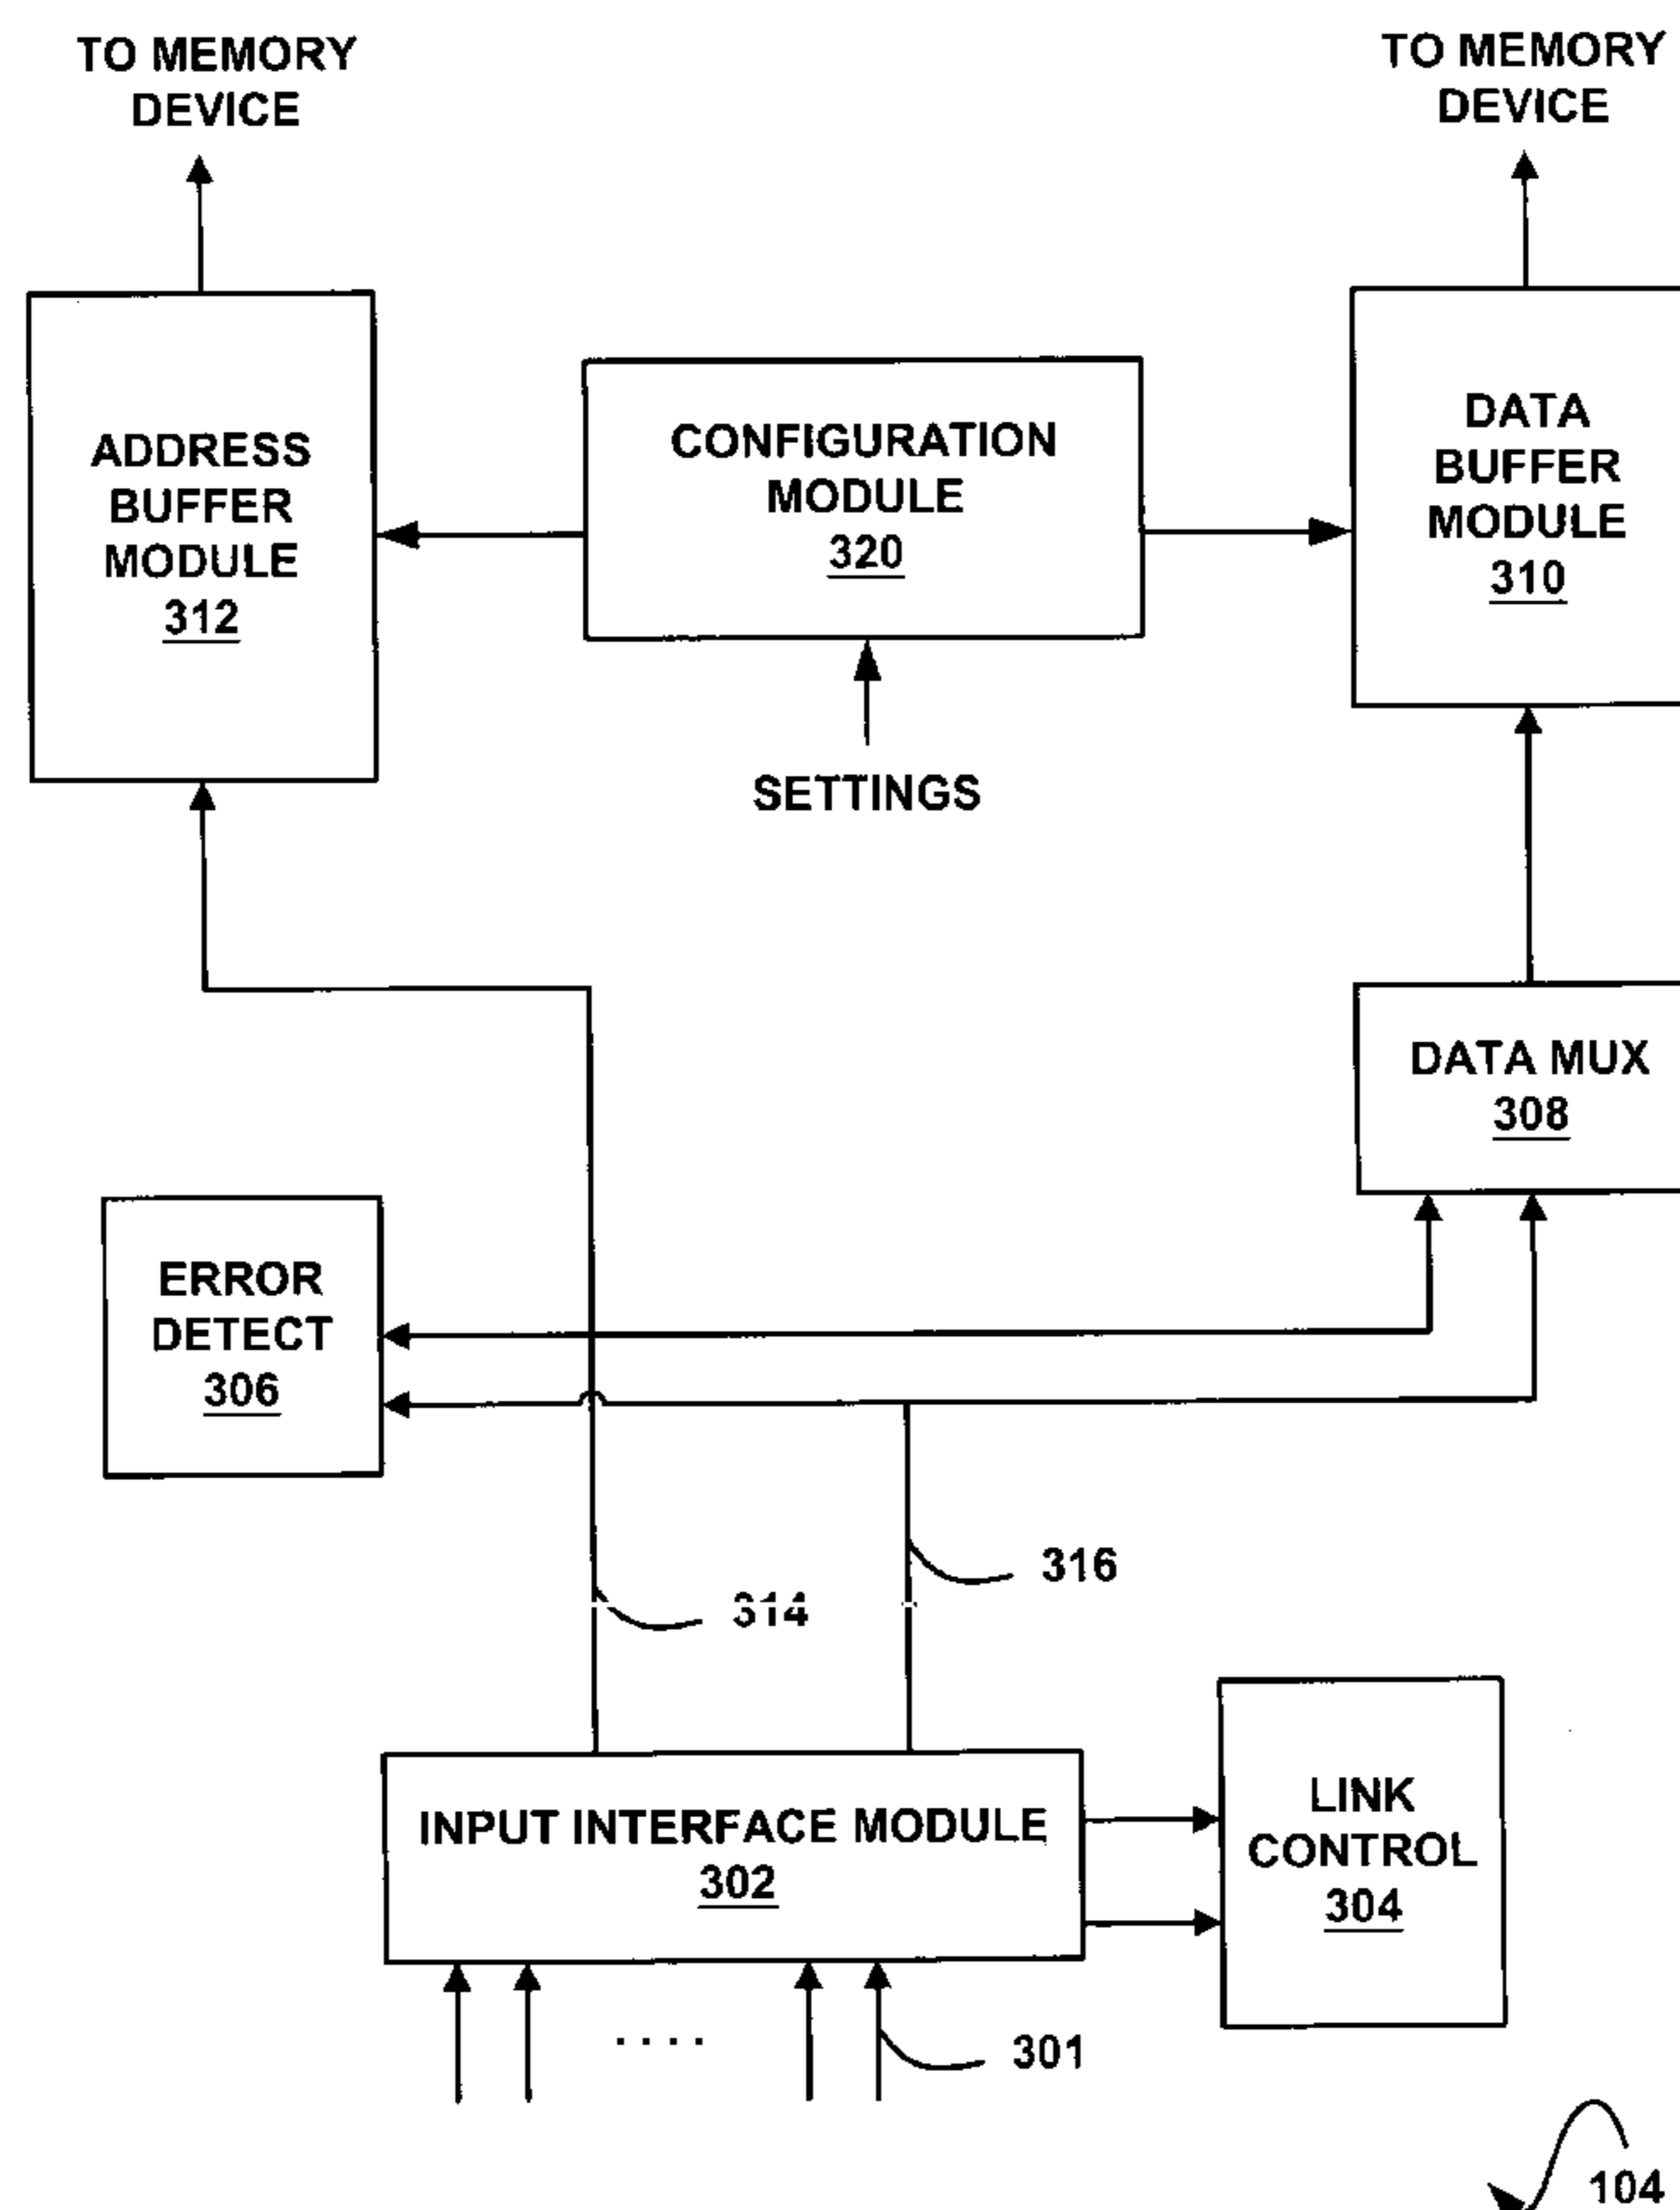 TO MEMORY
DEVICE
TO MEMORY
DEVICE
ADDRESS
BUFFER
MODULE
312
CONFIGURATION
MODULE
320
DATA
BUFFER
MODULE
310
SETTINGS
DATA MUX
308
ERROR
DETECT
306
316
314
INPUT INTERFACE MODULE
302
LINK
CONTROL
304
....
301
104